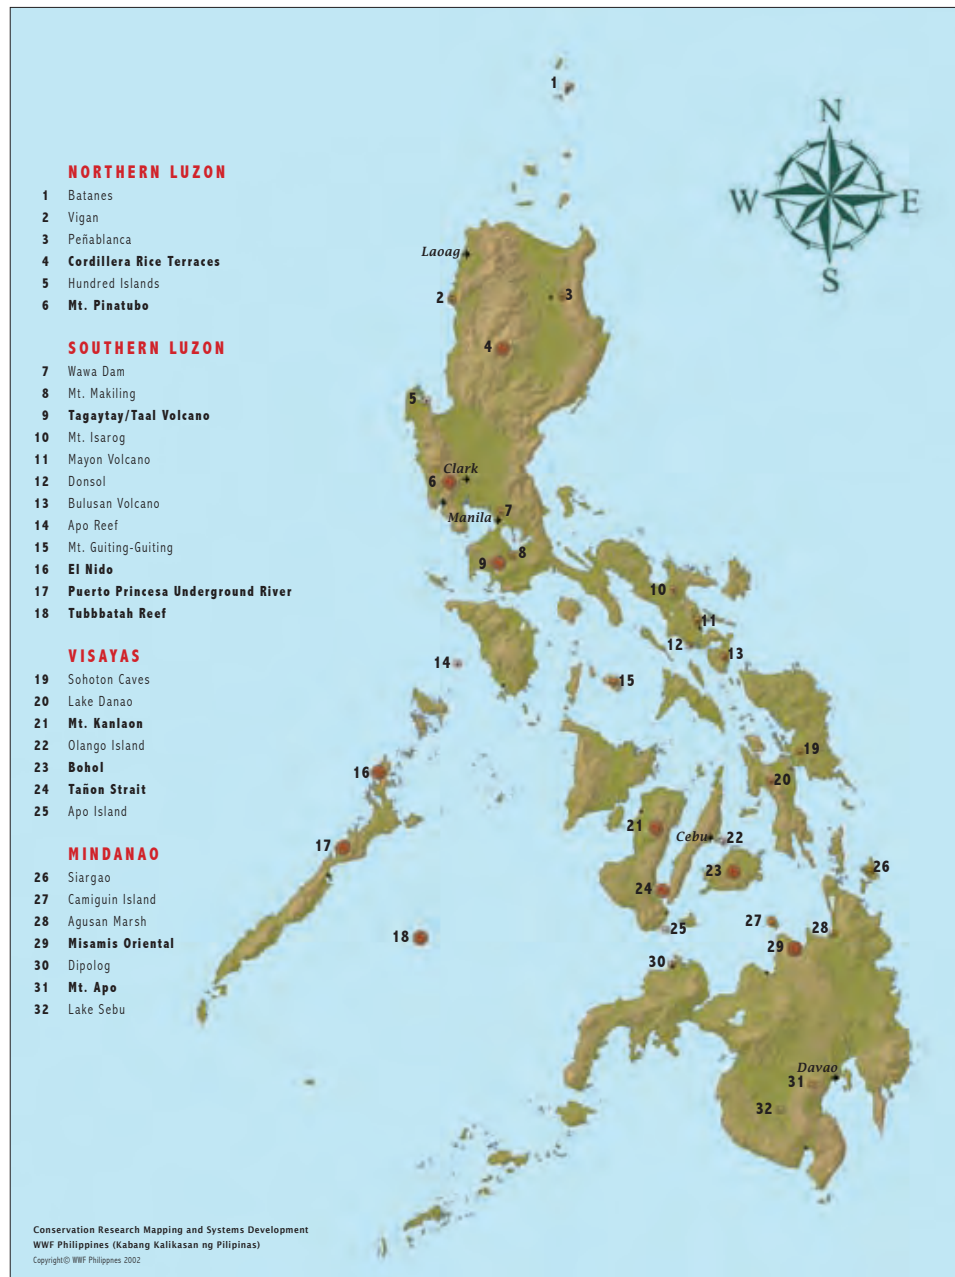 NORTHERN LUZON
1 Batanes
2 Vigan
3 Peñablanca
4 Cordillera Rice Terraces
5 Hundred Islands
6 Mt. Pinatubo
SOUTHERN LUZON
7 Wawa Dam
8 Mt. Makiling
9 Tagaytay/Taal Volcano
10 Mt. Isarog
11 Mayon Volcano
12 Donsol
13 Bulusan Volcano
14 Apo Reef
15 Mt. Guiting-Guiting
16 El Nido
17 Puerto Princesa Underground River
18 Tubbbatah Reef
VISAYAS
19 Sohoton Caves
20 Lake Danao
21 Mt. Kanlaon
22 Olango Island
23 Bohol
24 Tañon Strait
25 Apo Island
MINDANAO
26 Siargao
27 Camiguin Island
28 Agusan Marsh
29 Misamis Oriental
30 Dipolog
31 Mt. Apo
32 Lake Sebu
Conservation Research Mapping and Systems Development
WWF Philippines (Kabang Kalikasan ng Pilipinas)
Copyright© WWF Philippnes 2002
1
N
W E
S
Laoag
2
3
4
5
Clark
6
7
Manila
8
9
10
11
12
13
14
15
19
16
20
21
Cebu
22
17
23
26
24
27
25
28
18
29
30
Davao
31
32